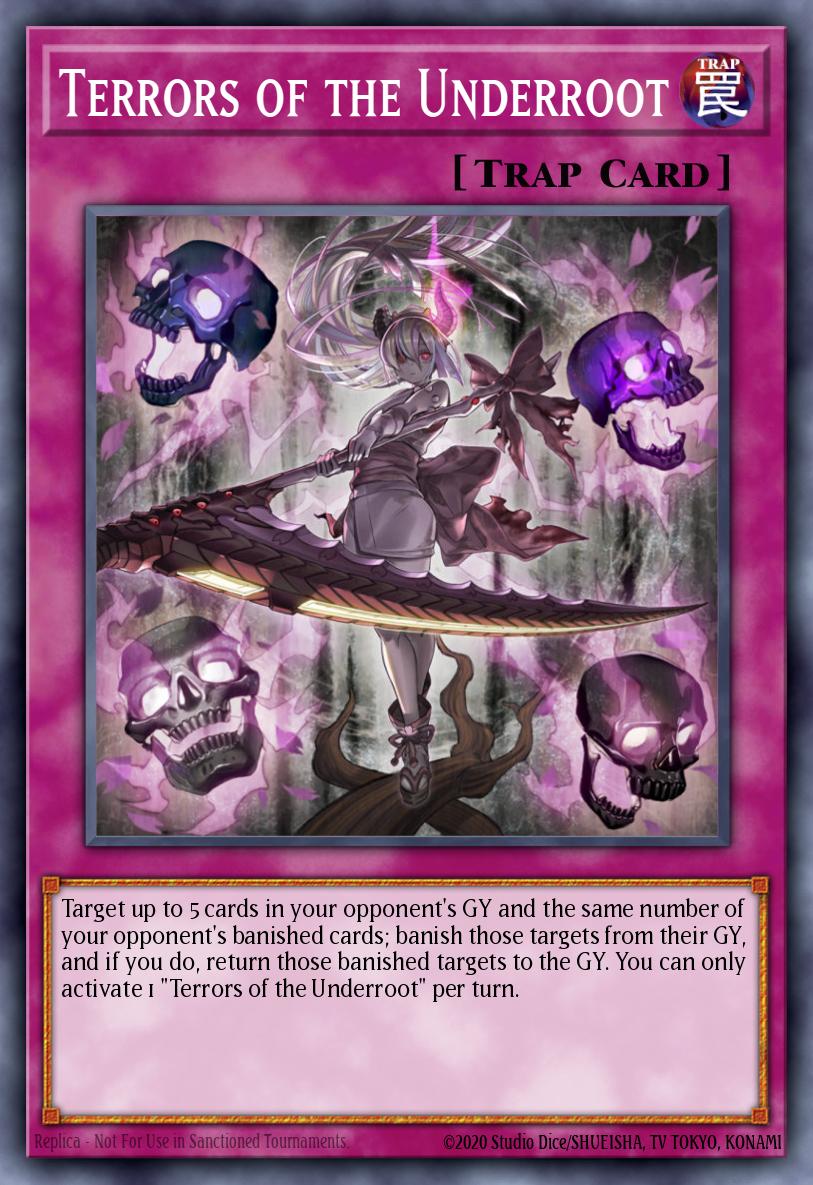 TERRORS OF THE UNDERROOT
TRAP
罠
[TRAP CARD]
Target up to 5 cards in your opponent's GY and the same number of
your opponent's banished cards; banish those targets from their GY,
and if you do, return those banished targets to the GY. You can only
activate 1 "Terrors of the Underroot" per turn.
Replica - Not For Use in Sanctioned Tournaments.
©2020 Studio Dice/SHUEISHA, TV TOKYO, KONAMI